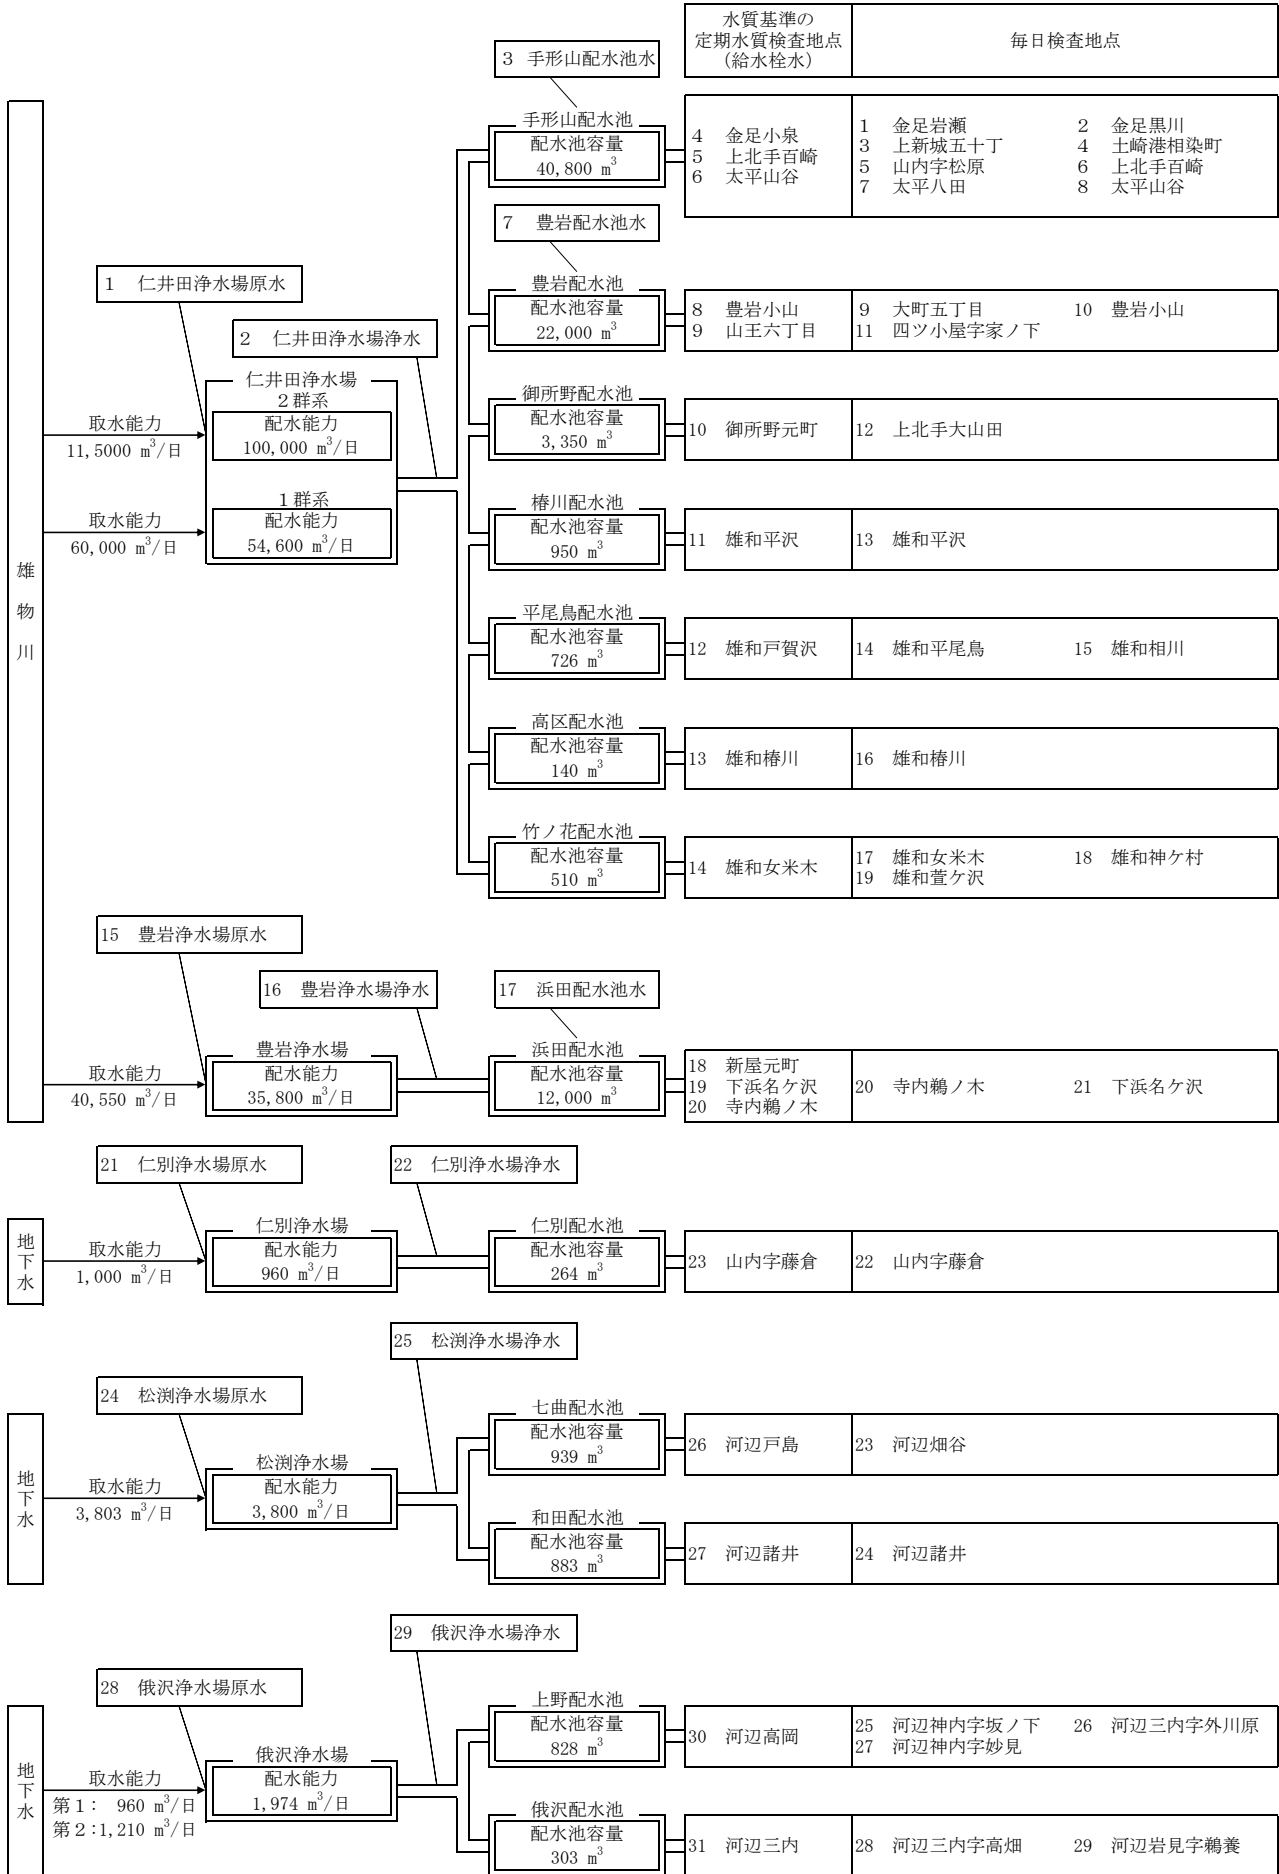 水質基準の
定期水質検査地点
（給水栓水）
毎日検査地点
3 手形山配水池水
手形山配水池
配水池容量
40,800 m³
4 金足小泉
5 上北手百崎
6 太平山谷
1 金足岩瀬 2 金足黒川
3 上新城五十丁 4 土崎港相染町
5 山内字松原 6 上北手百崎
7 太平八田 8 太平山谷
7 豊岩配水池水
豊岩配水池
配水池容量
22,000 m³
8 豊岩小山
9 山王六丁目
9 大町五丁目 10 豊岩小山
11 四ツ小屋字家ノ下
1 仁井田浄水場原水
2 仁井田浄水場浄水
仁井田浄水場
2群系
配水能力
100,000 m³/日
1群系
配水能力
54,600 m³/日
取水能力
11,5000 m³/日
取水能力
60,000 m³/日
雄物川
御所野配水池
配水池容量
3,350 m³
10 御所野元町
12 上北手大山田
椿川配水池
配水池容量
950 m³
11 雄和平沢
13 雄和平沢
平尾鳥配水池
配水池容量
726 m³
12 雄和戸賀沢
14 雄和平尾鳥 15 雄和相川
高区配水池
配水池容量
140 m³
13 雄和椿川
16 雄和椿川
竹ノ花配水池
配水池容量
510 m³
14 雄和女米木
17 雄和女米木 18 雄和神ケ村
19 雄和萱ケ沢
15 豊岩浄水場原水
16 豊岩浄水場浄水
17 浜田配水池水
取水能力
40,550 m³/日
豊岩浄水場
配水能力
35,800 m³/日
浜田配水池
配水池容量
12,000 m³
18 新屋元町
19 下浜名ケ沢
20 寺内鵜ノ木
20 寺内鵜ノ木 21 下浜名ケ沢
21 仁別浄水場原水
22 仁別浄水場浄水
地下水
取水能力
1,000 m³/日
仁別浄水場
配水能力
960 m³/日
仁別配水池
配水池容量
264 m³
23 山内字藤倉
22 山内字藤倉
25 松渕浄水場浄水
24 松渕浄水場原水
地下水
取水能力
3,803 m³/日
松渕浄水場
配水能力
3,800 m³/日
七曲配水池
配水池容量
939 m³
26 河辺戸島
23 河辺畑谷
和田配水池
配水池容量
883 m³
27 河辺諸井
24 河辺諸井
29 俄沢浄水場浄水
28 俄沢浄水場原水
地下水
取水能力
第1： 960 m³/日
第2：1,210 m³/日
俄沢浄水場
配水能力
1,974 m³/日
上野配水池
配水池容量
828 m³
30 河辺高岡
25 河辺神内字坂ノ下 26 河辺三内字外川原
27 河辺神内字妙見
俄沢配水池
配水池容量
303 m³
31 河辺三内
28 河辺三内字高畑 29 河辺岩見字鵜養